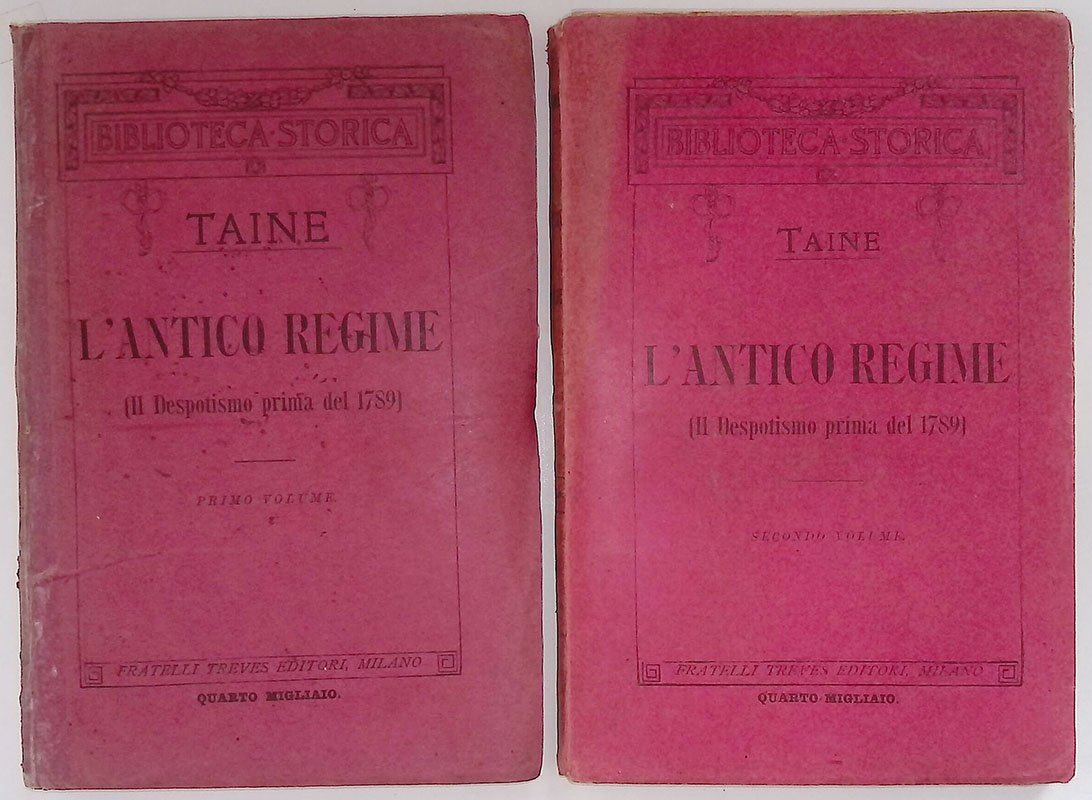 BIBLIOTECA·STORICA
TAINE
L'ANTICO REGIME
(Il Despotismo prima del 1789)
PRIMO VOLUME.
FRATELLI TREVES EDITORI, MILANO
QUARTO MIGLIAIO.
BIBLIOTECA·STORICA
TAINE
L'ANTICO REGIME
(Il Despotismo prima del 1789)
SECONDO VOLUME.
FRATELLI TREVES EDITORI, MILANO
QUARTO MIGLIAIO.